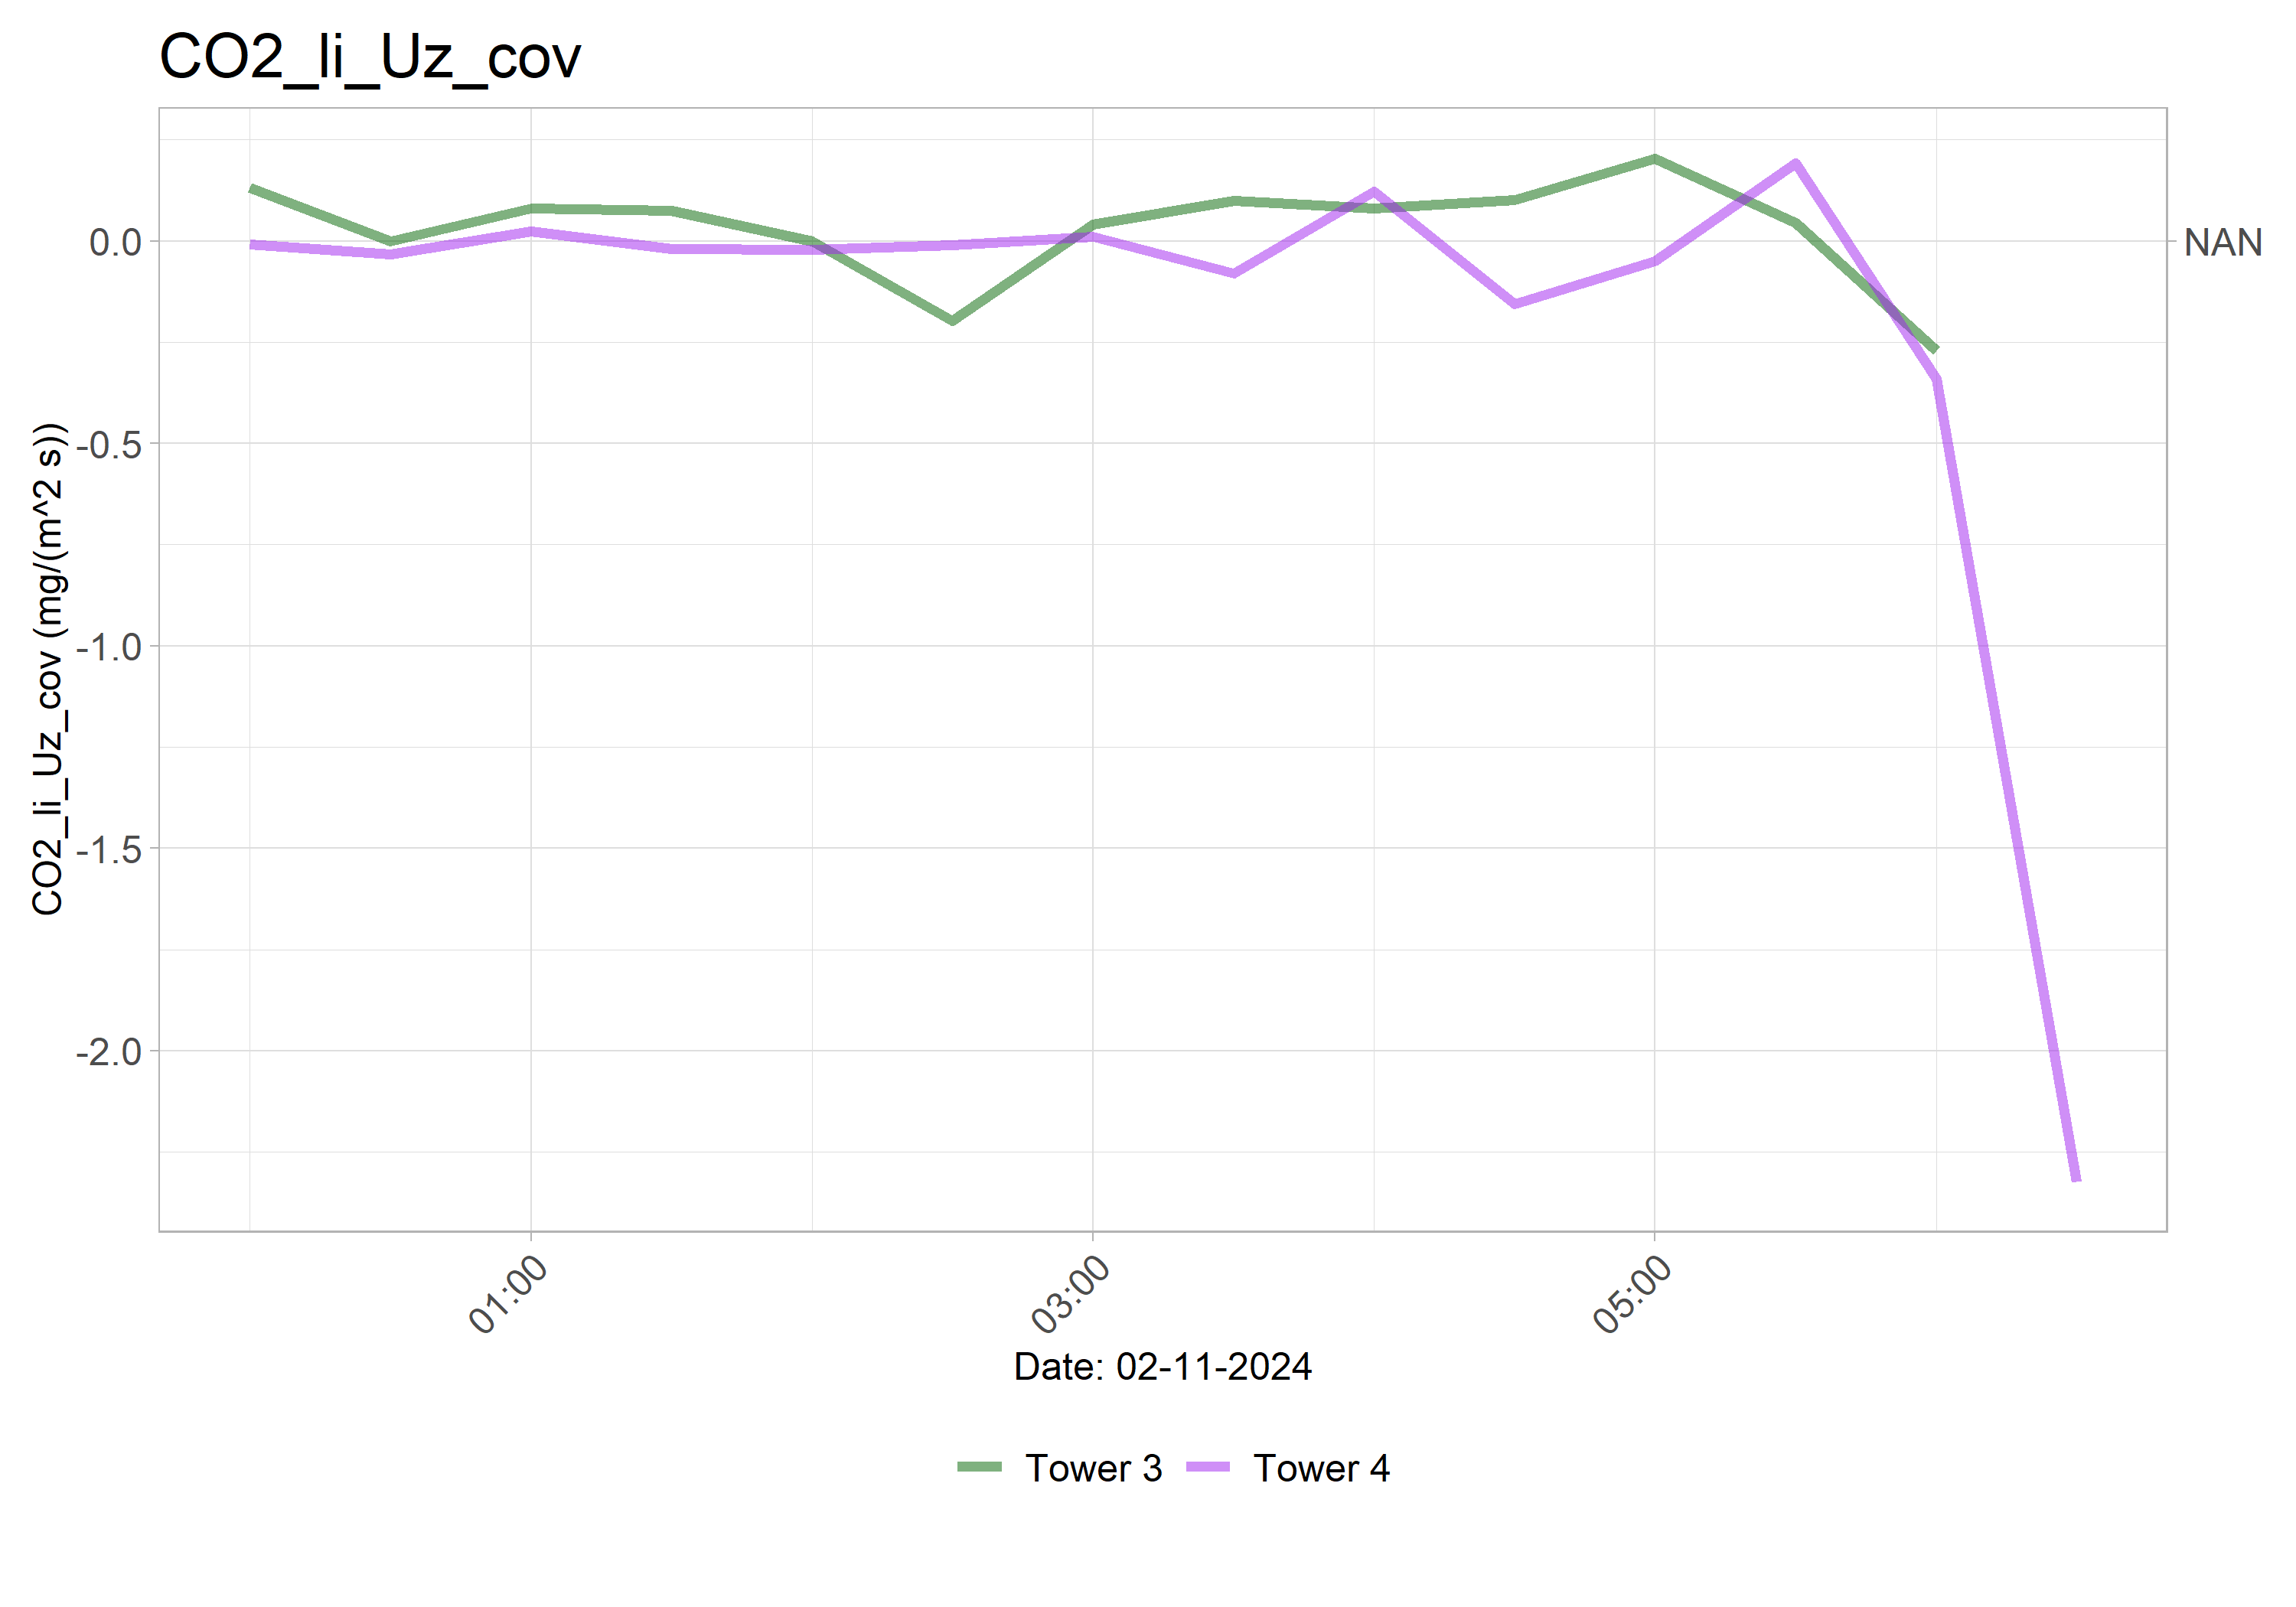 CO2_li_Uz_cov
CO2_li_Uz_cov (mg/(m^2 s))
0.0
-0.5
-1.0
-1.5
-2.0
NAN
01:00
03:00
05:00
Date: 02-11-2024
Tower 3
Tower 4